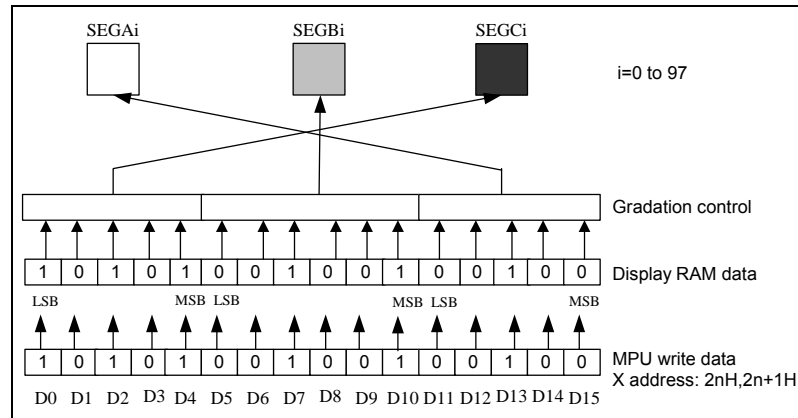 SEGAi SEGBi SEGCi
i=0 to 97
Gradation control
1 0 1 0 1 0 0 1 0 0 1 0 0 1 0 0 Display RAM data
LSB MSB LSB MSB LSB MSB
1 0 1 0 1 0 0 1 0 0 1 0 0 1 0 0 MPU write data
X address: 2nH,2n+1H
D0 D1 D2 D3 D4 D5 D6 D7 D8 D9 D10 D11 D12 D13 D14 D15